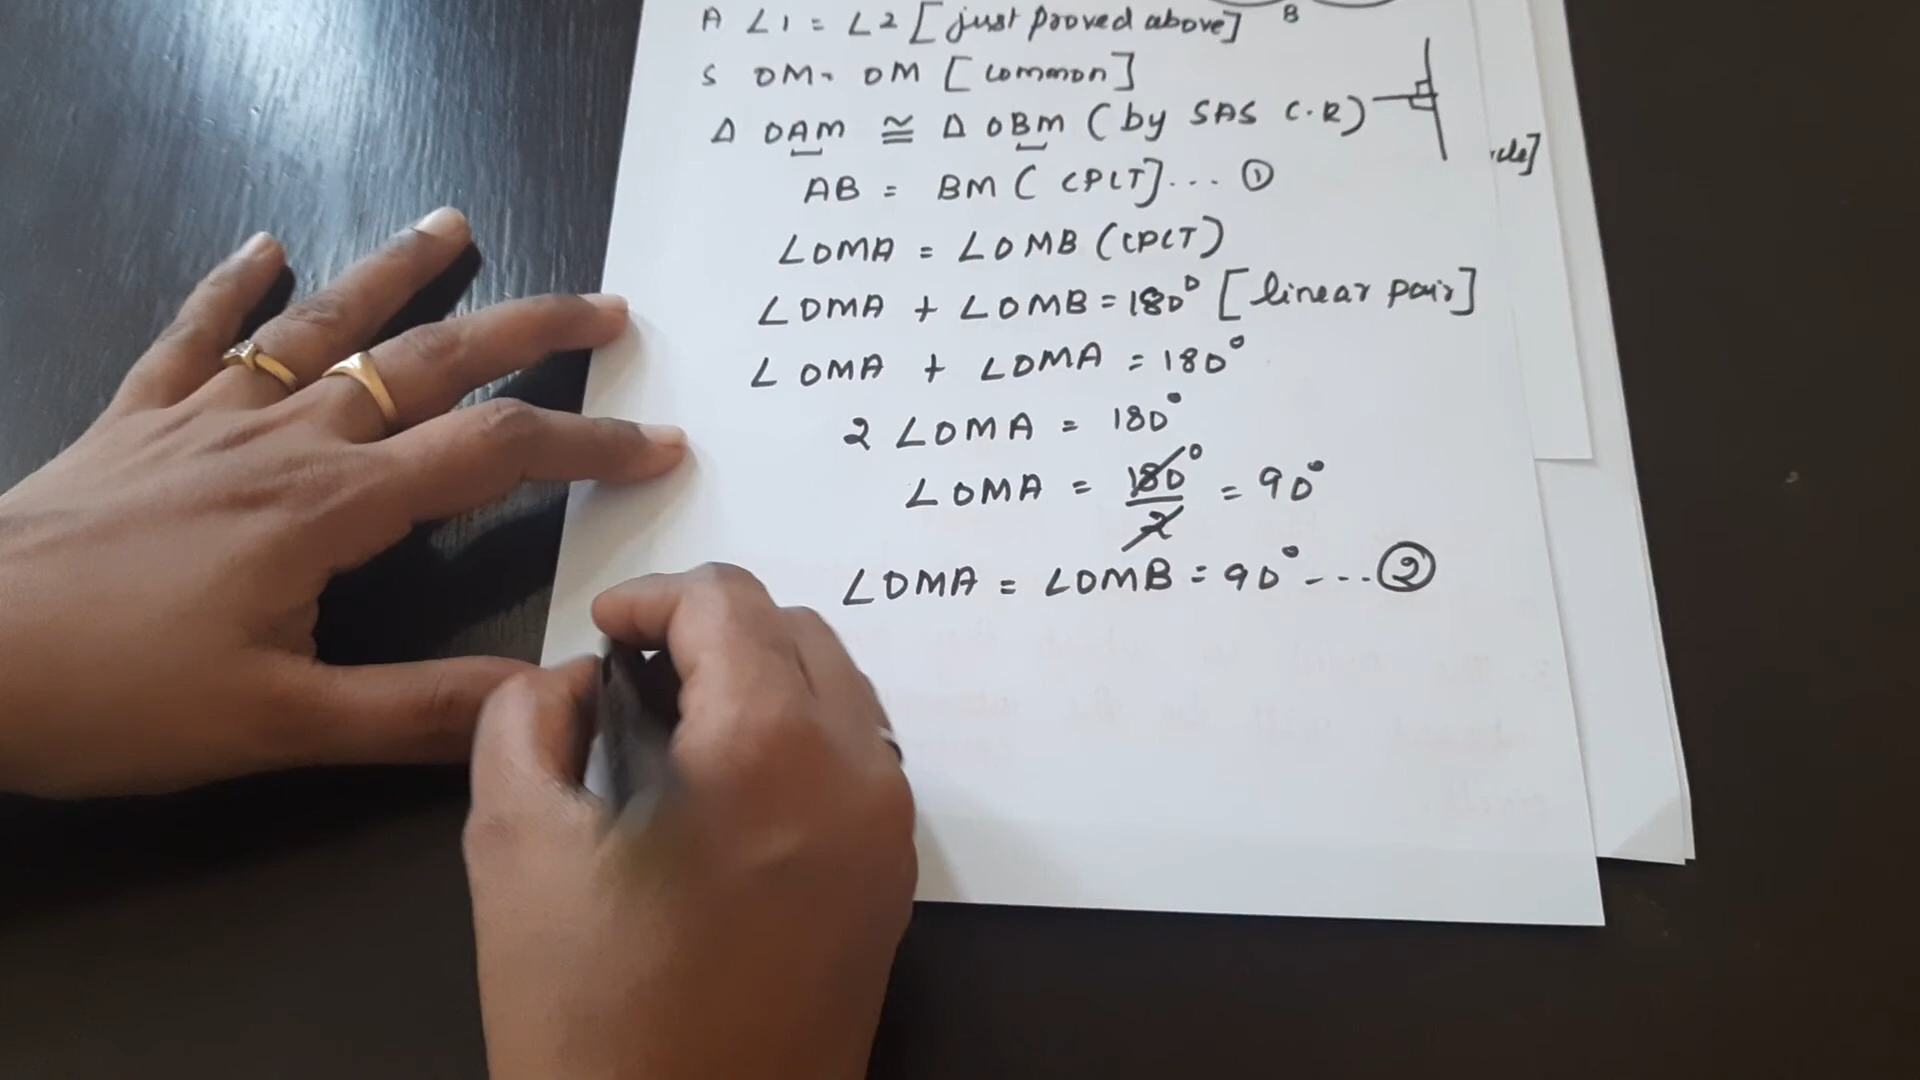 A ∠1 = ∠2 [just proved above] B
S OM = OM [common]
Δ OAM ≅ Δ OBM (by SAS C.R)
AB = BM ( CPCT] ... ①
∠OMA = ∠OMB (CPCT)
∠OMA + ∠OMB = 180° [linear pair]
∠OMA + ∠OMA = 180°
2 ∠OMA = 180°
∠OMA = 180°/2 = 90°
∠OMA = ∠OMB = 90° --- ②